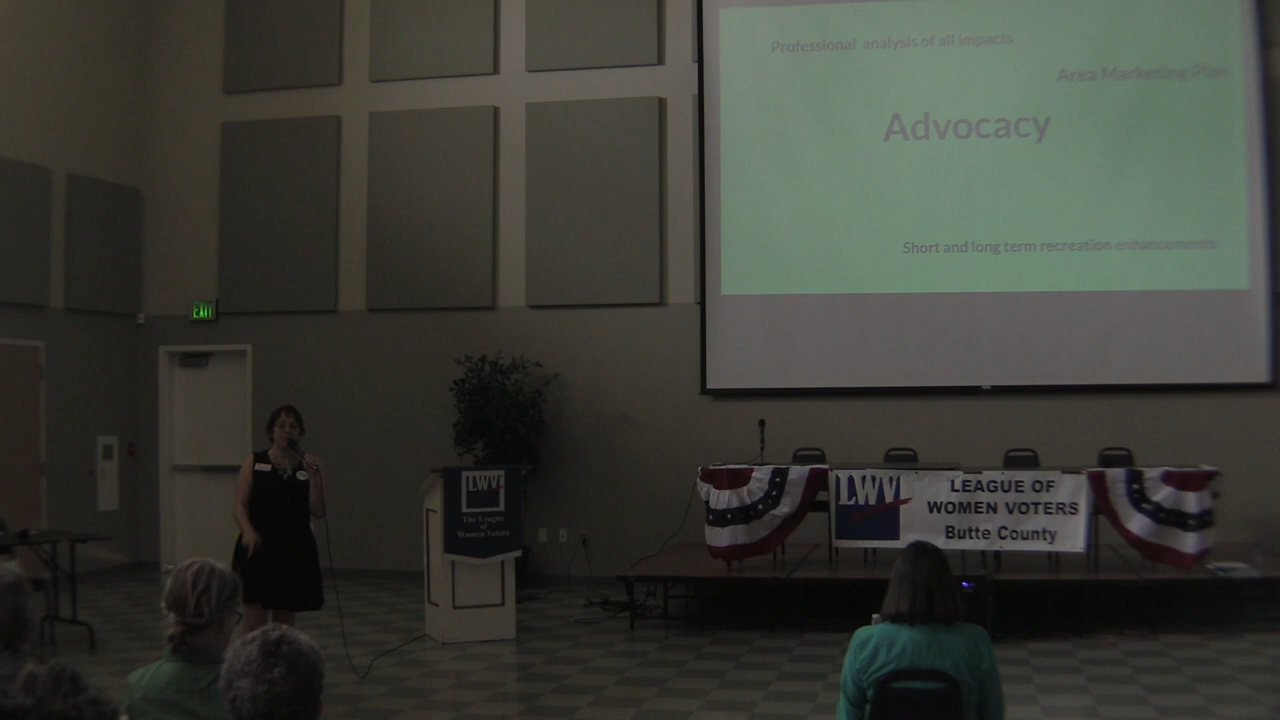 Professional analysis of all impacts
Area Marketing Plan
Advocacy
Short and long term recreation enhancements
EXIT
LWV
The League
of
Women Voters
LWV
LEAGUE OF
WOMEN VOTERS
Butte County